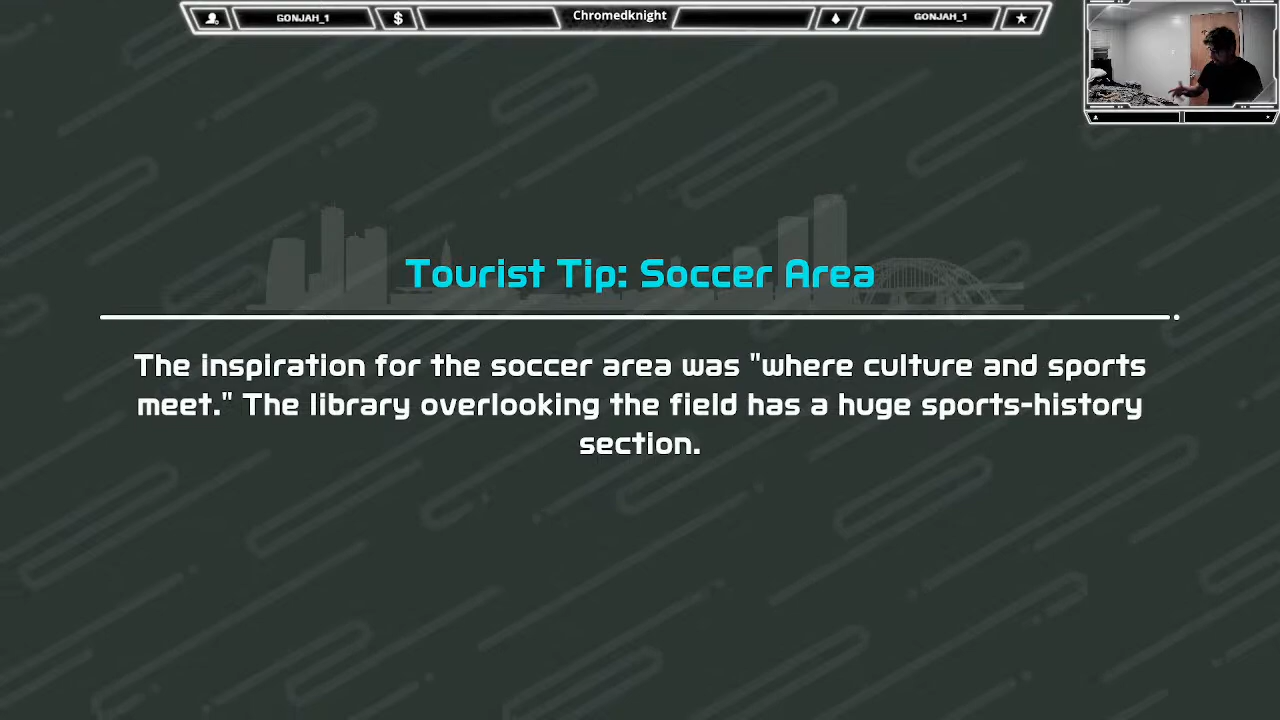 GONJAH_1
$
Chromedknight
GONJAH_1
Tourist Tip: Soccer Area
The inspiration for the soccer area was "where culture and sports
meet." The library overlooking the field has a huge sports-history
section.